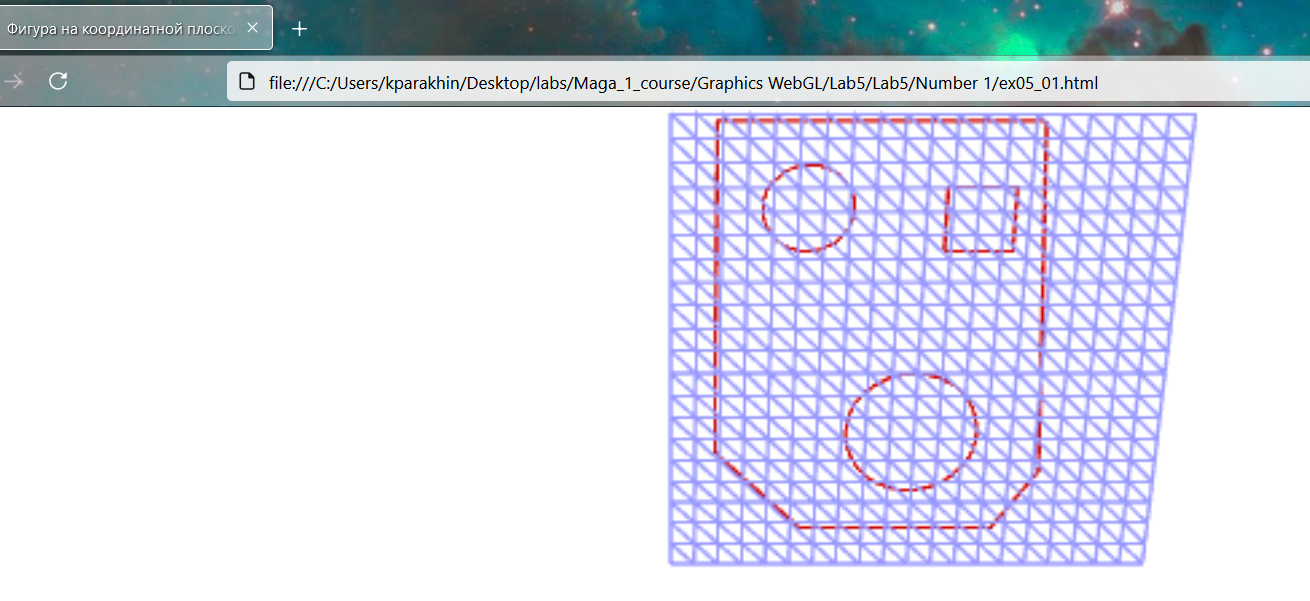 Фигура на координатной плоско
file:///C:/Users/kparakhin/Desktop/labs/Maga_1_course/Graphics WebGL/Lab5/Lab5/Number 1/ex05_01.html